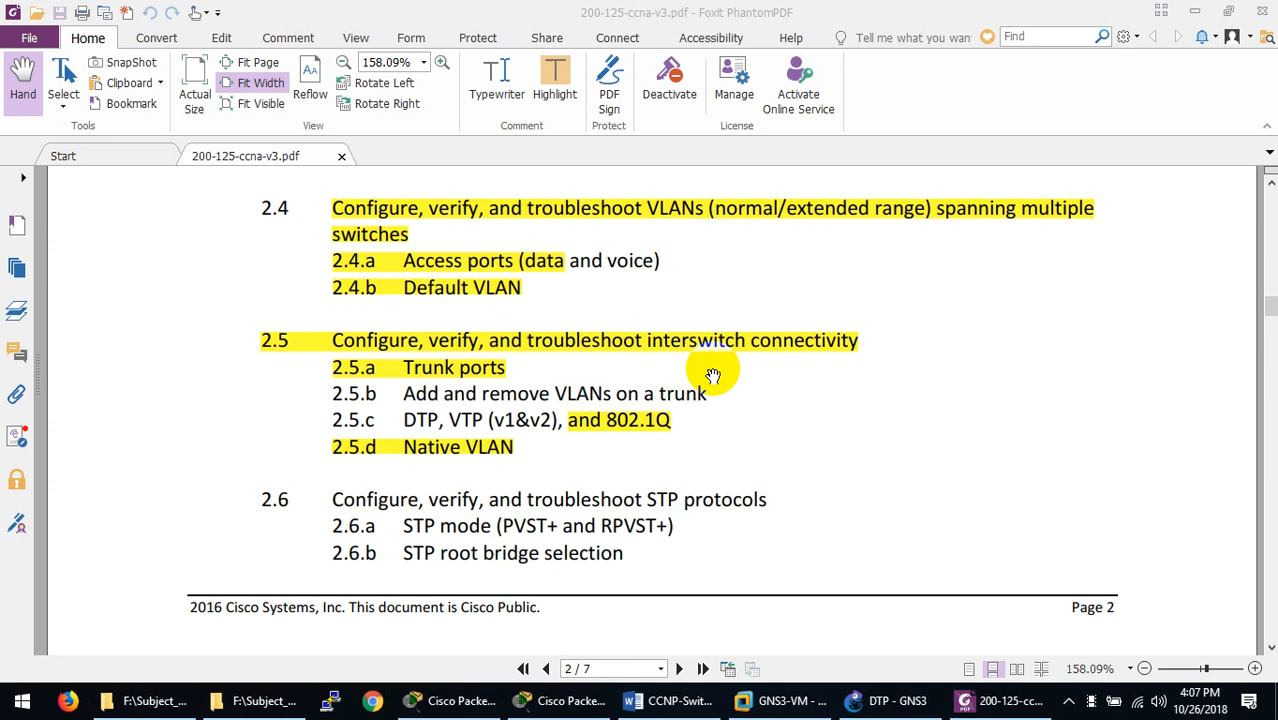 200-125-ccna-v3.pdf - Foxit PhantomPDF
File Home Convert Edit Comment View Form Protect Share Connect Accessibility Help Tell me what you wan Find
Hand
Select
SnapShot
Clipboard
Bookmark
Tools
Actual Size
Fit Page
Fit Width
Fit Visible
Reflow
158.09%
Rotate Left
Rotate Right
View
Typewriter
Highlight
Comment
PDF Sign
Protect
Deactivate
Manage
Activate Online Service
License
Start 200-125-ccna-v3.pdf
2.4 Configure, verify, and troubleshoot VLANs (normal/extended range) spanning multiple
switches
2.4.a Access ports (data and voice)
2.4.b Default VLAN
2.5 Configure, verify, and troubleshoot interswitch connectivity
2.5.a Trunk ports
2.5.b Add and remove VLANs on a trunk
2.5.c DTP, VTP (v1&v2), and 802.1Q
2.5.d Native VLAN
2.6 Configure, verify, and troubleshoot STP protocols
2.6.a STP mode (PVST+ and RPVST+)
2.6.b STP root bridge selection
2016 Cisco Systems, Inc. This document is Cisco Public. Page 2
2 / 7 158.09%
F:\Subject_... F:\Subject_... Cisco Packe... Cisco Packe... CCNP-Swit... GNS3-VM - ... DTP - GNS3 200-125-cc... 4:07 PM
10/26/2018